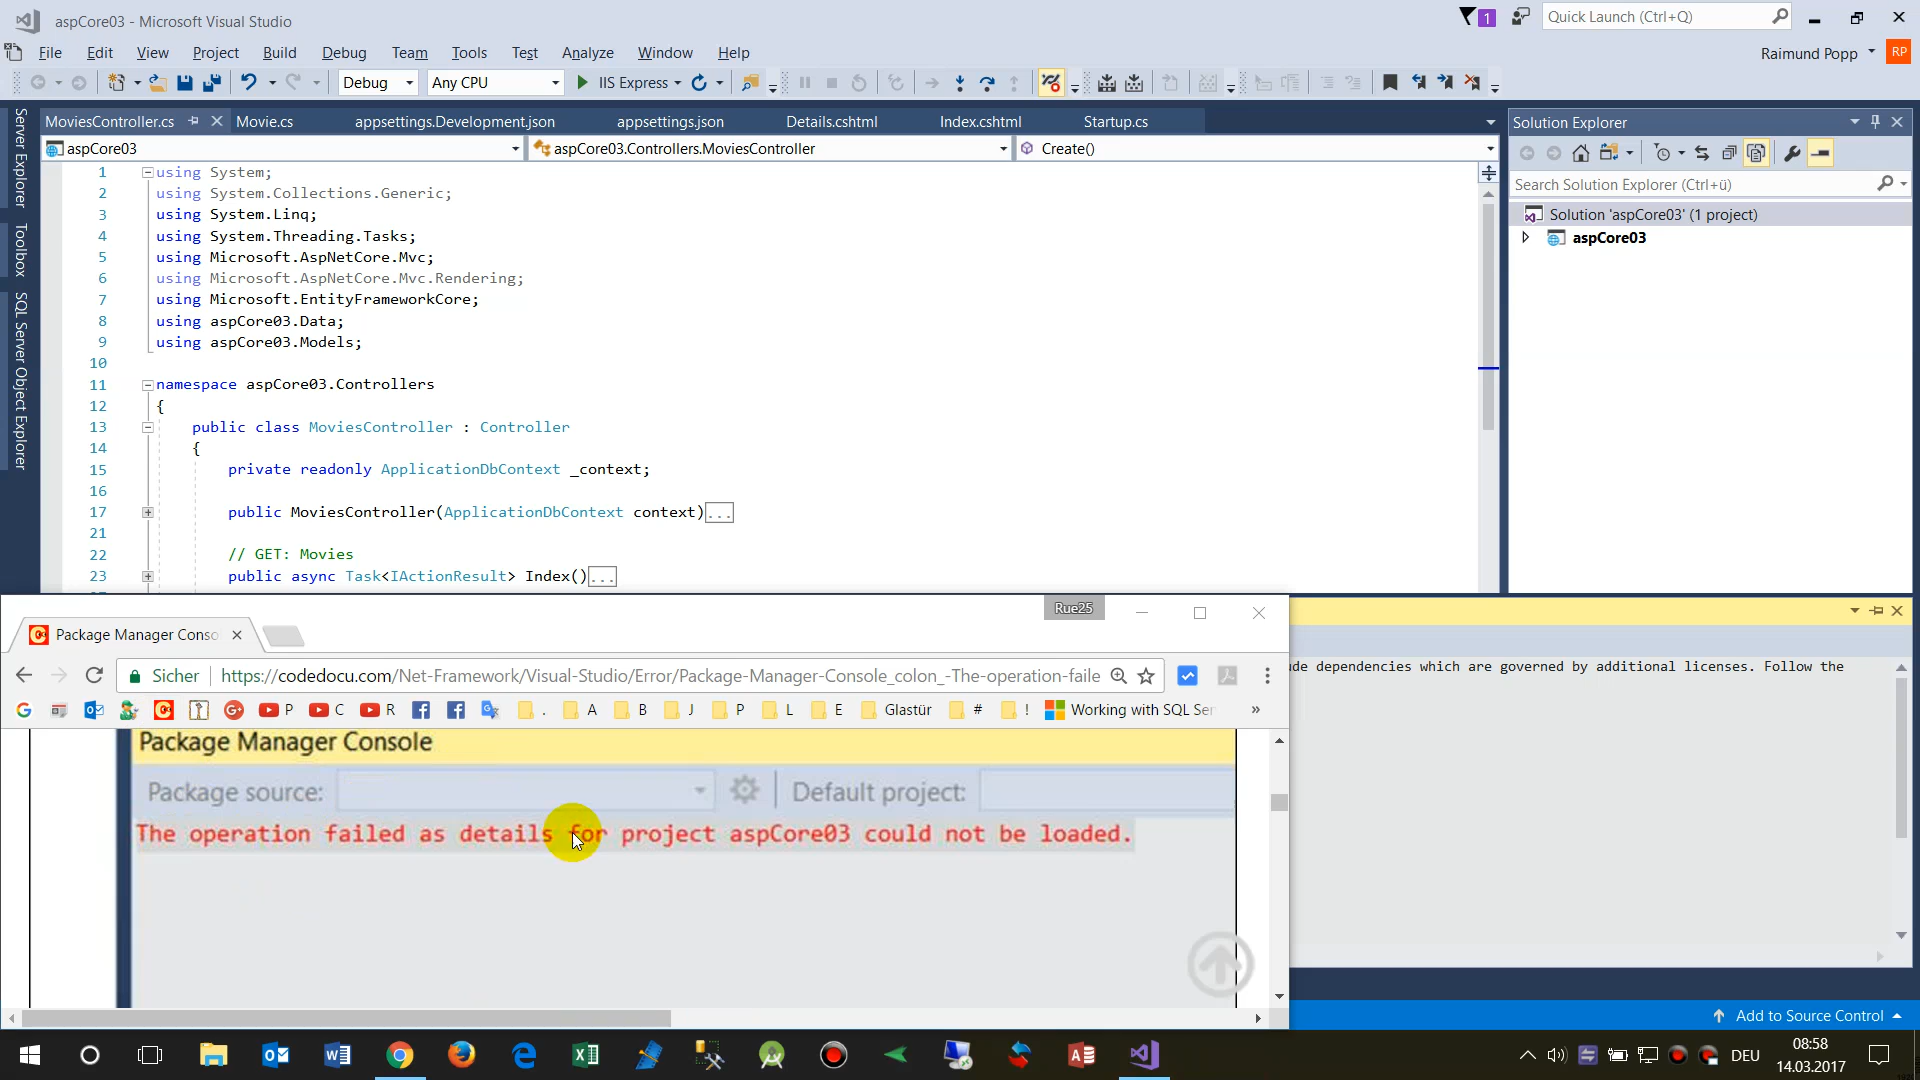 aspCore03 - Microsoft Visual Studio
1
Quick Launch (Ctrl+Q)
File Edit View Project Build Debug Team Tools Test Analyze Window Help
Raimund Popp RP
Debug Any CPU IIS Express
Server Explorer
Toolbox
SQL Server Object Explorer
MoviesController.cs Movie.cs appsettings.Development.json appsettings.json Details.cshtml Index.cshtml Startup.cs
aspCore03 aspCore03.Controllers.MoviesController Create()
1 using System;
2 using System.Collections.Generic;
3 using System.Linq;
4 using System.Threading.Tasks;
5 using Microsoft.AspNetCore.Mvc;
6 using Microsoft.AspNetCore.Mvc.Rendering;
7 using Microsoft.EntityFrameworkCore;
8 using aspCore03.Data;
9 using aspCore03.Models;
10
11 namespace aspCore03.Controllers
12 {
13 public class MoviesController : Controller
14 {
15 private readonly ApplicationDbContext _context;
16
17 public MoviesController(ApplicationDbContext context)...
21
22 // GET: Movies
23 public async Task<IActionResult> Index()...
Solution Explorer
Search Solution Explorer (Ctrl+ü)
Solution 'aspCore03' (1 project)
aspCore03
Rue25
Package Manager Conso
Sicher https://codedocu.com/Net-Framework/Visual-Studio/Error/Package-Manager-Console_colon_-The-operation-faile
P C R . A B J P L E Glastür # ! Working with SQL Ser »
Package Manager Console
Package source: Default project:
The operation failed as details for project aspCore03 could not be loaded.
de dependencies which are governed by additional licenses. Follow the
Add to Source Control
DEU
08:58
14.03.2017